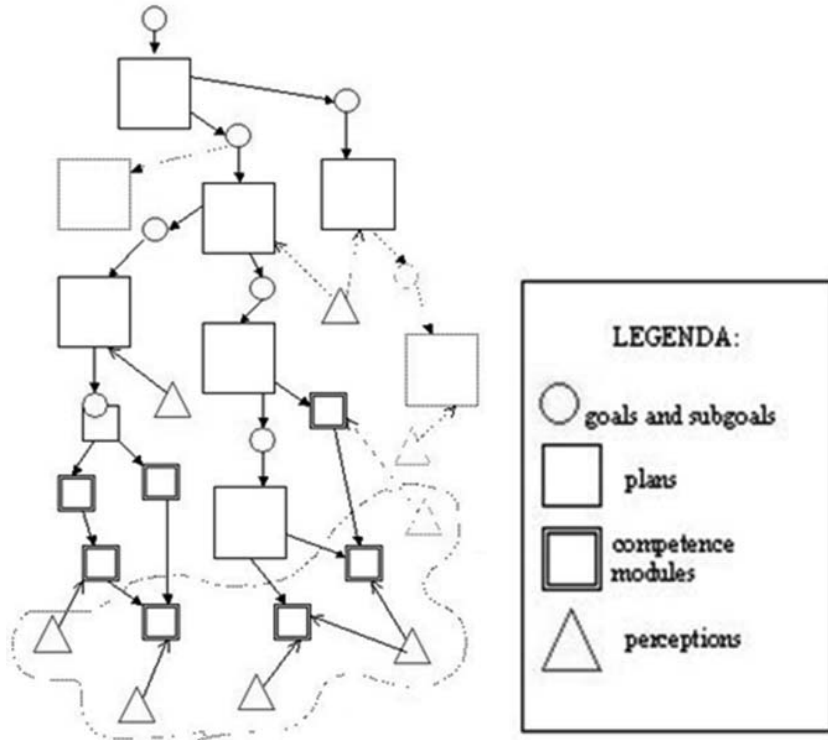 LEGENDA:
goals and subgoals
plans
competence
modules
perceptions